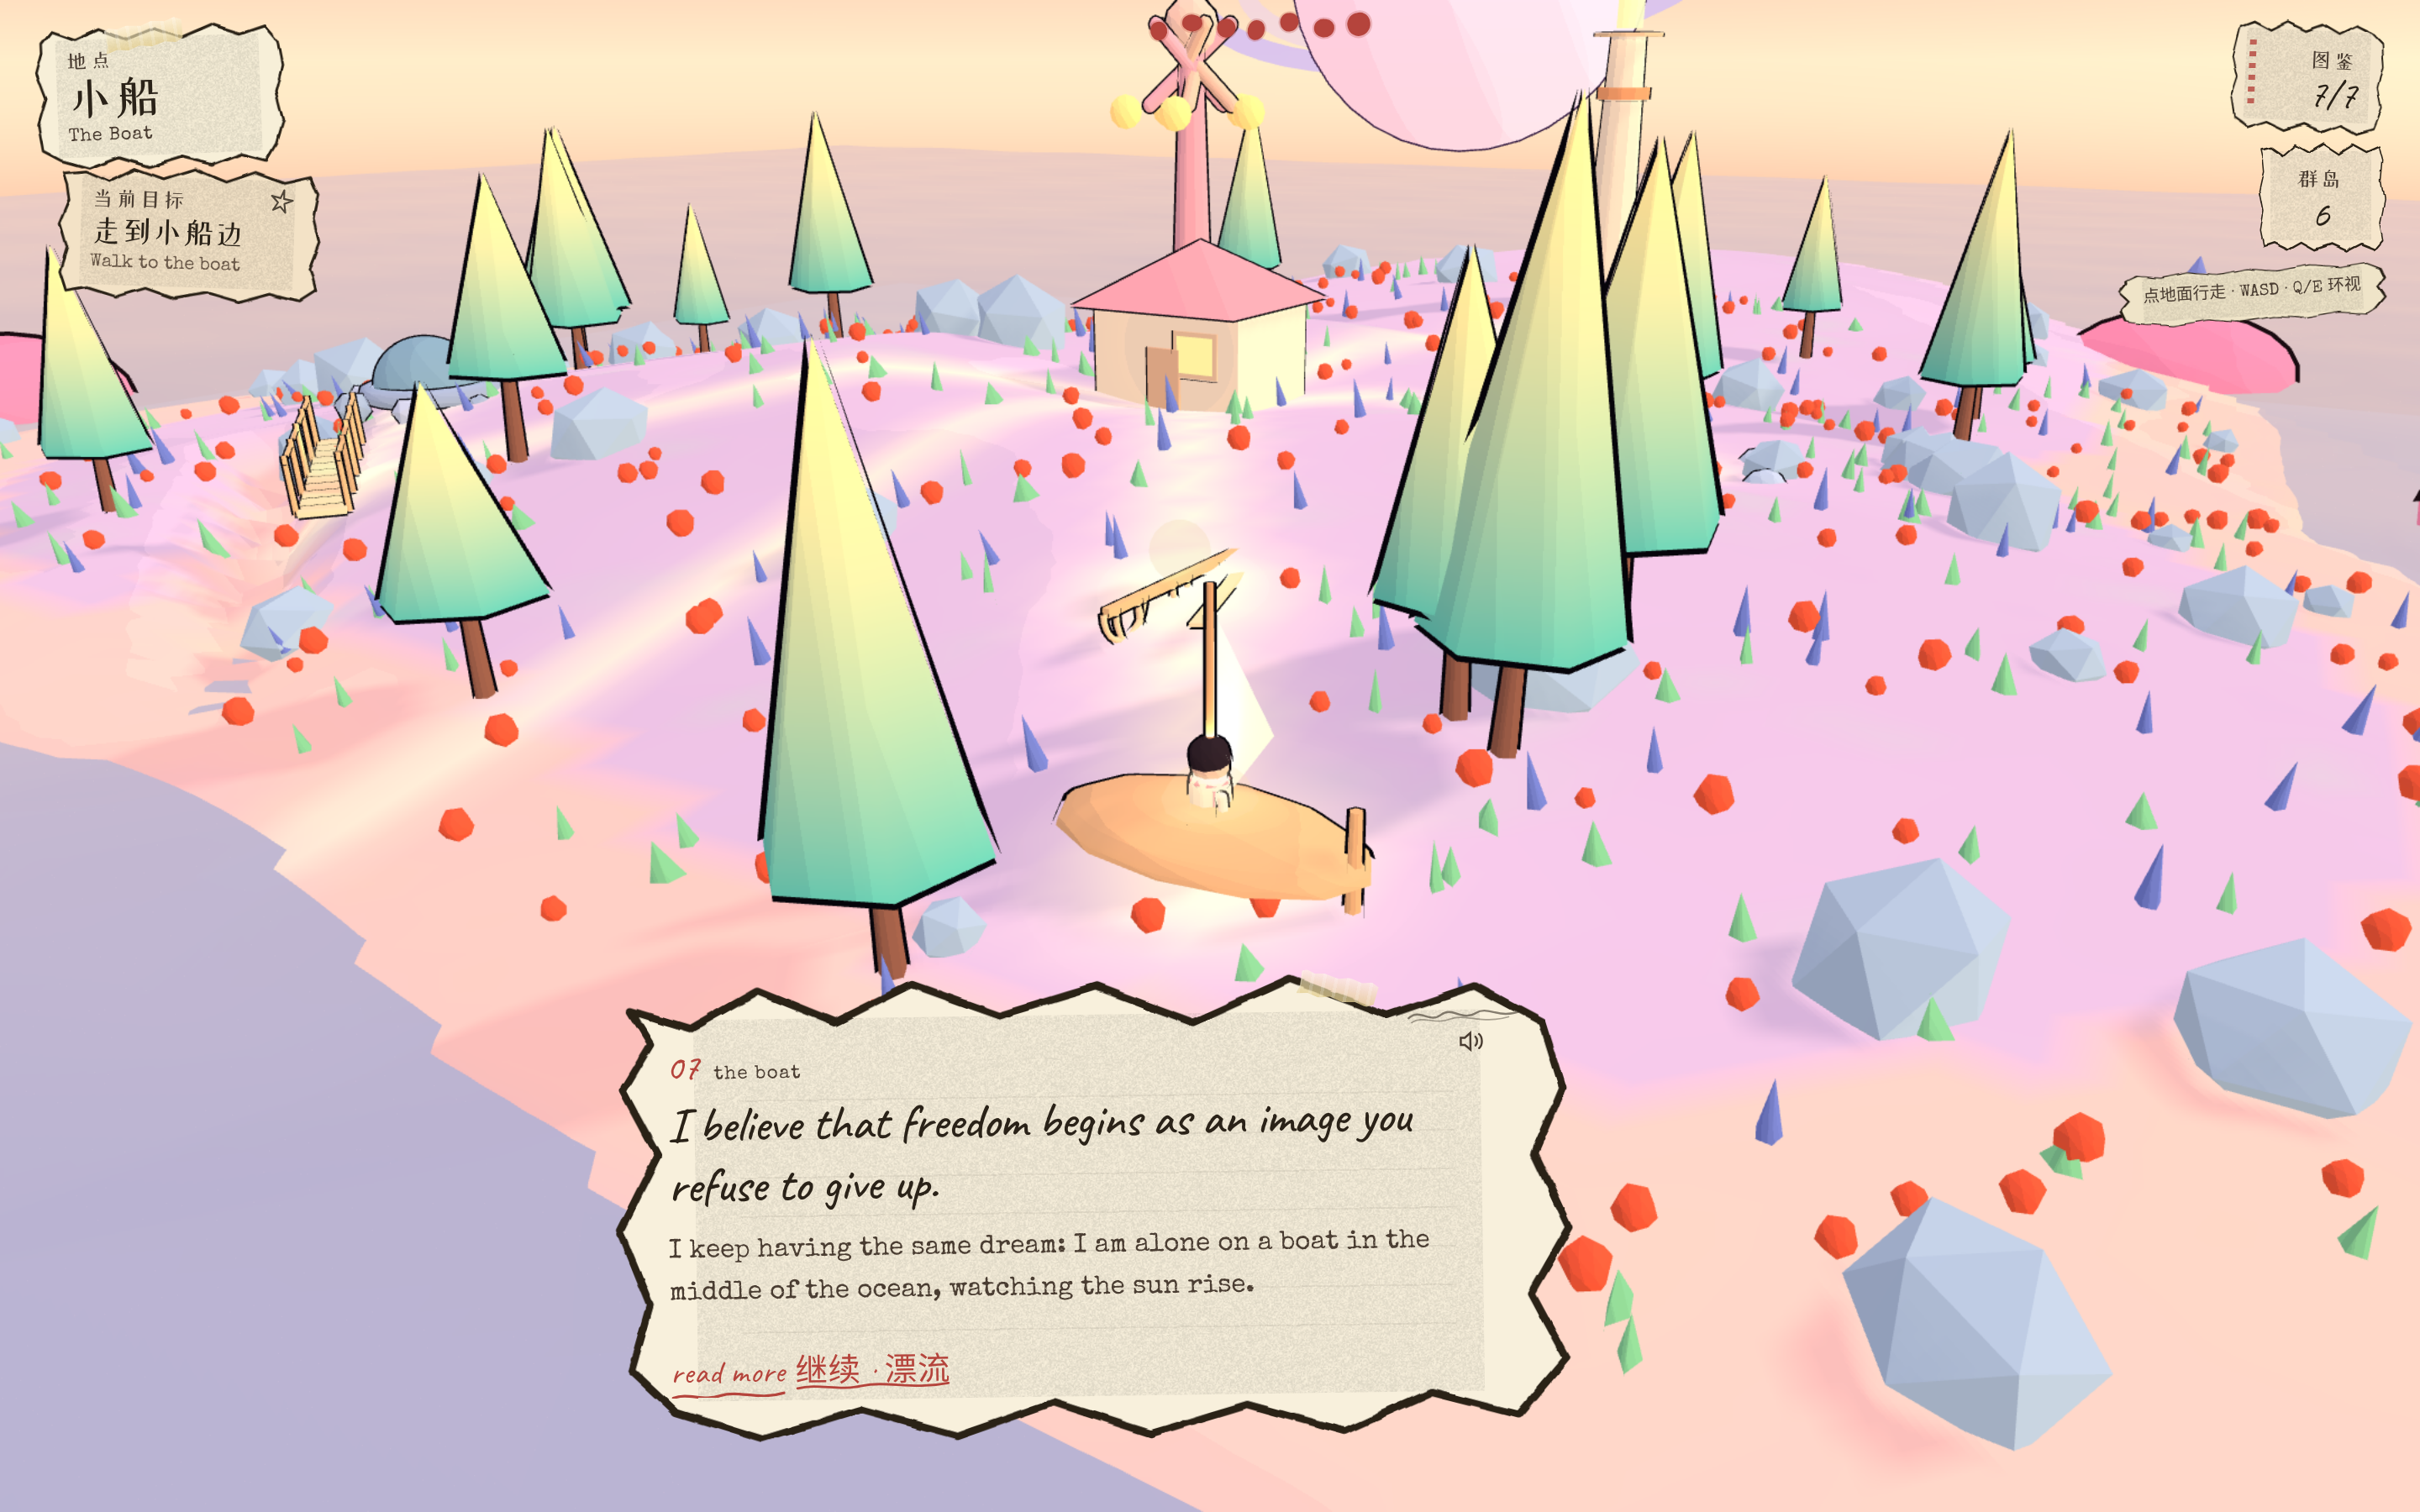 地点
小船
The Boat
当前目标
走到小船边
Walk to the boat
图鉴
7/7
群岛
6
点地面行走 · WASD · Q/E 环视
07 the boat
I believe that freedom begins as an image you
refuse to give up.
I keep having the same dream: I am alone on a boat in the
middle of the ocean, watching the sun rise.
read more 继续 · 漂流